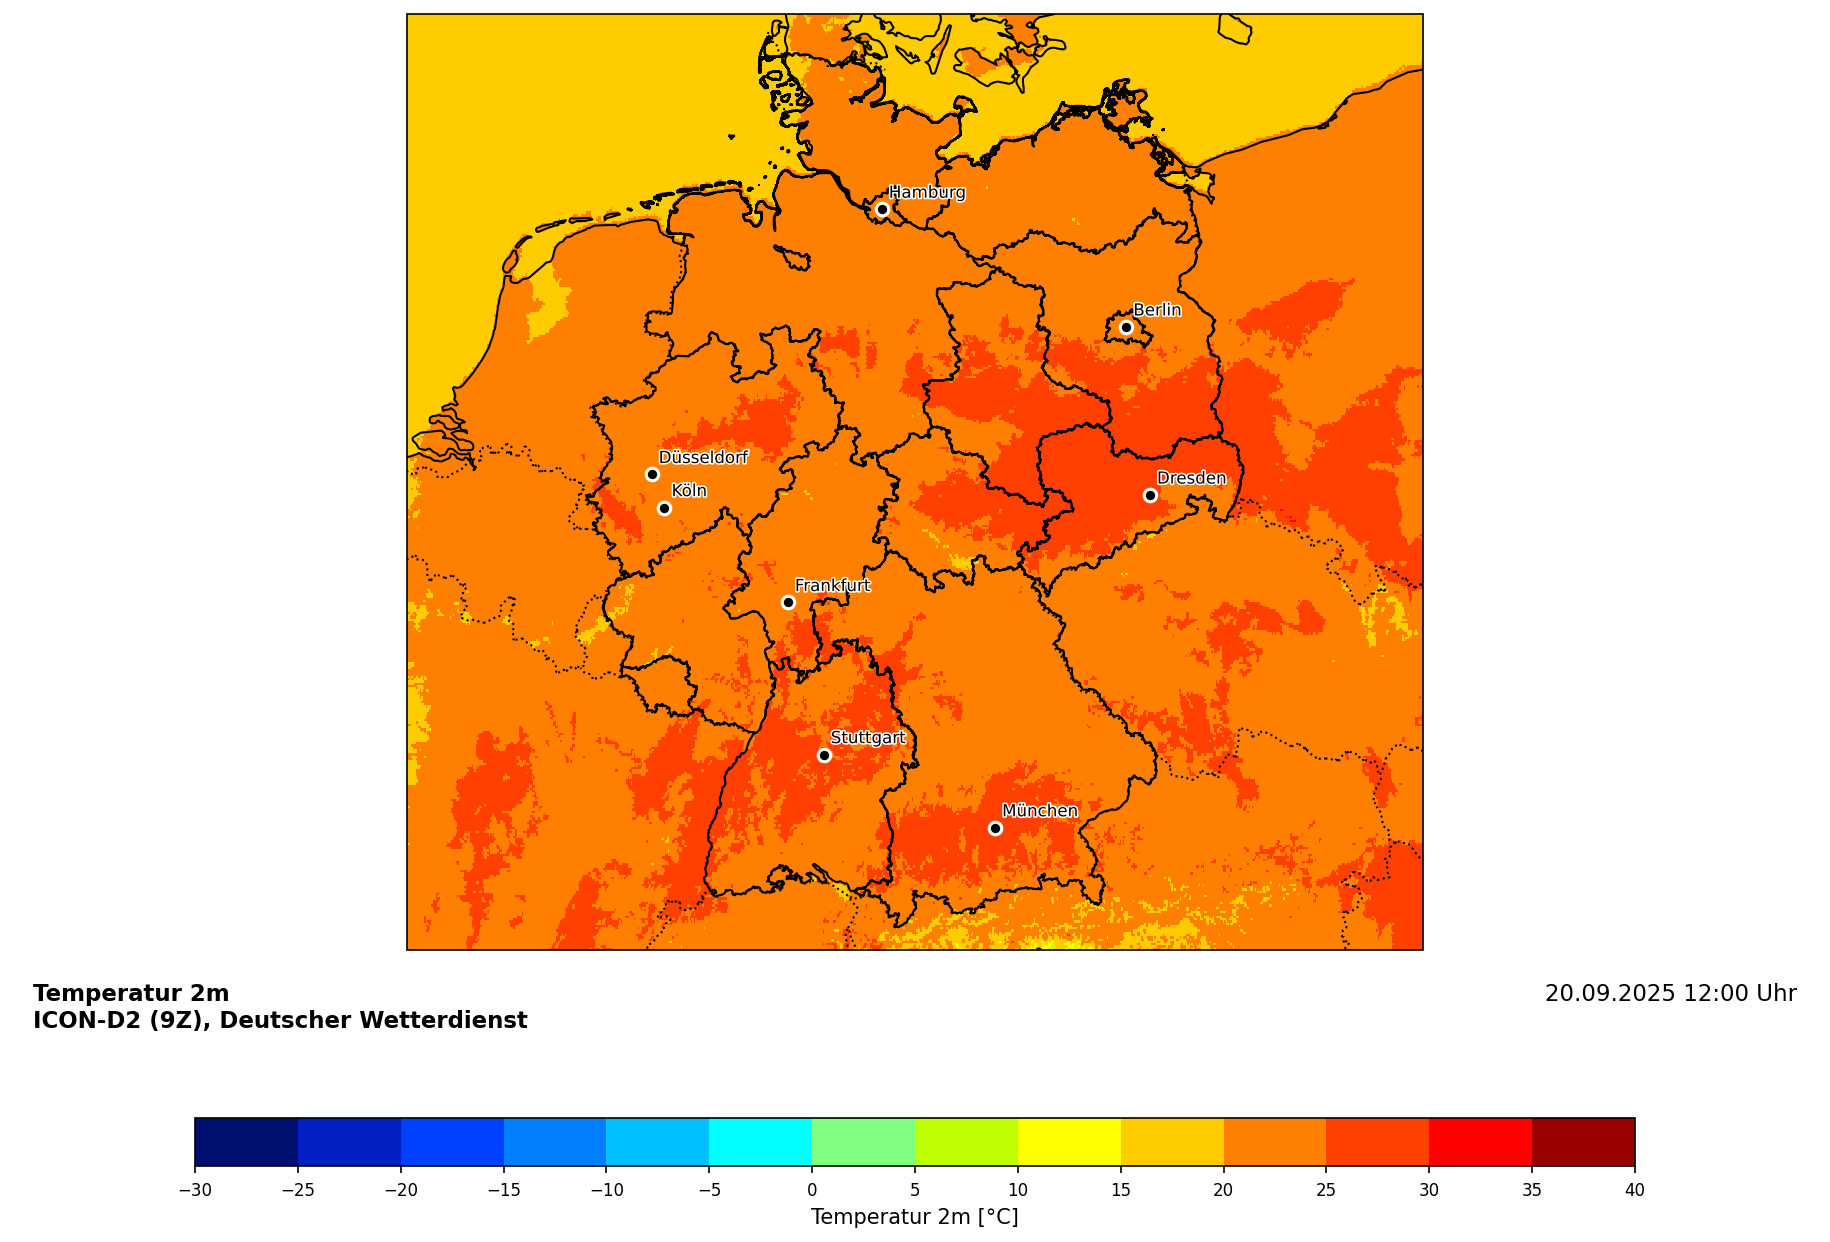 Hamburg
Berlin
Düsseldorf
Köln
Dresden
Frankfurt
Stuttgart
München
Temperatur 2m
ICON-D2 (9Z), Deutscher Wetterdienst
20.09.2025 12:00 Uhr
−30 −25 −20 −15 −10 −5 0 5 10 15 20 25 30 35 40
Temperatur 2m [°C]